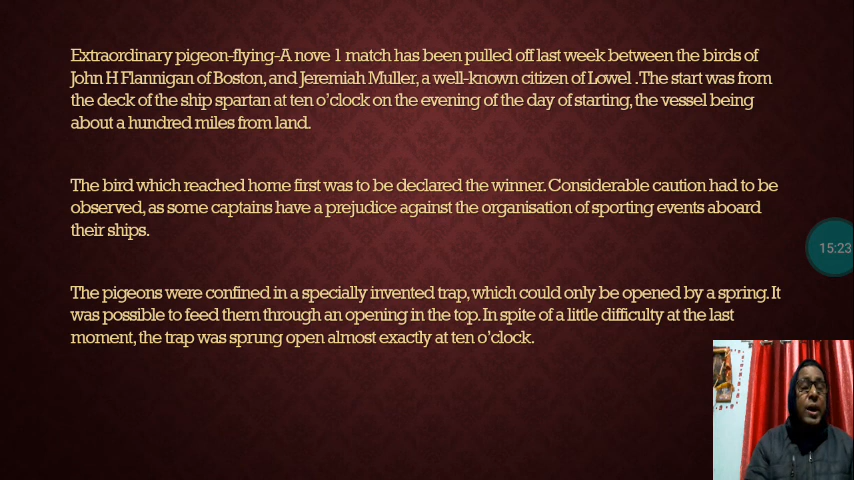 Extraordinary pigeon-flying-A nove 1 match has been pulled off last week between the birds of
John H Flannigan of Boston, and Jeremiah Muller, a well-known citizen of Lowel .The start was from
the deck of the ship spartan at ten o'clock on the evening of the day of starting, the vessel being
about a hundred miles from land.
The bird which reached home first was to be declared the winner. Considerable caution had to be
observed, as some captains have a prejudice against the organisation of sporting events aboard
their ships.
The pigeons were confined in a specially invented trap, which could only be opened by a spring. It
was possible to feed them through an opening in the top. In spite of a little difficulty at the last
moment, the trap was sprung open almost exactly at ten o'clock.
15:23